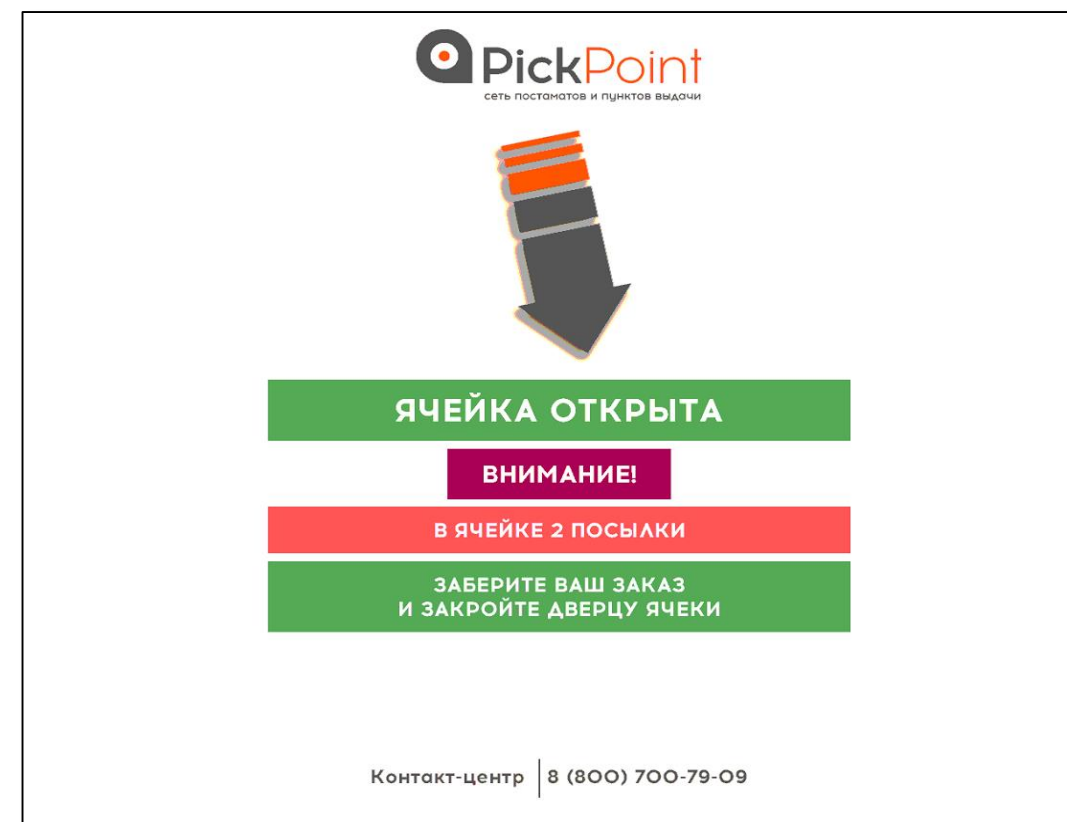 PickPoint
сеть постаматов и пунктов выдачи
ЯЧЕЙКА ОТКРЫТА
ВНИМАНИЕ!
В ЯЧЕЙКЕ 2 ПОСЫЛКИ
ЗАБЕРИТЕ ВАШ ЗАКАЗ
И ЗАКРОЙТЕ ДВЕРЦУ ЯЧЕКИ
Контакт-центр 8 (800) 700-79-09